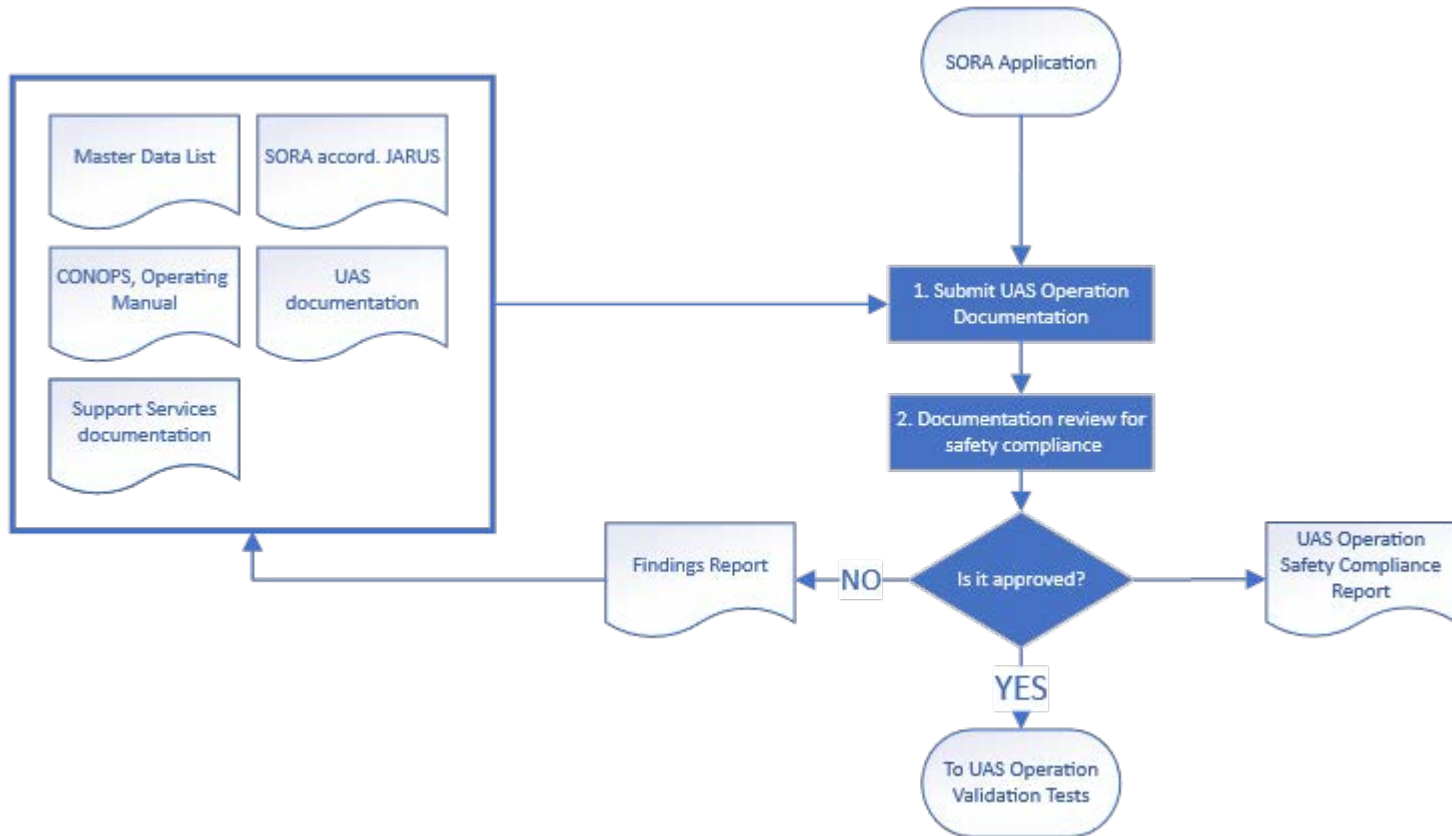 SORA Application
Master Data List
SORA accord. JARUS
CONOPS, Operating
Manual
UAS
documentation
Support Services
documentation
1. Submit UAS Operation
Documentation
2. Documentation review for
safety compliance
Is it approved?
NO
Findings Report
UAS Operation
Safety Compliance
Report
YES
To UAS Operation
Validation Tests